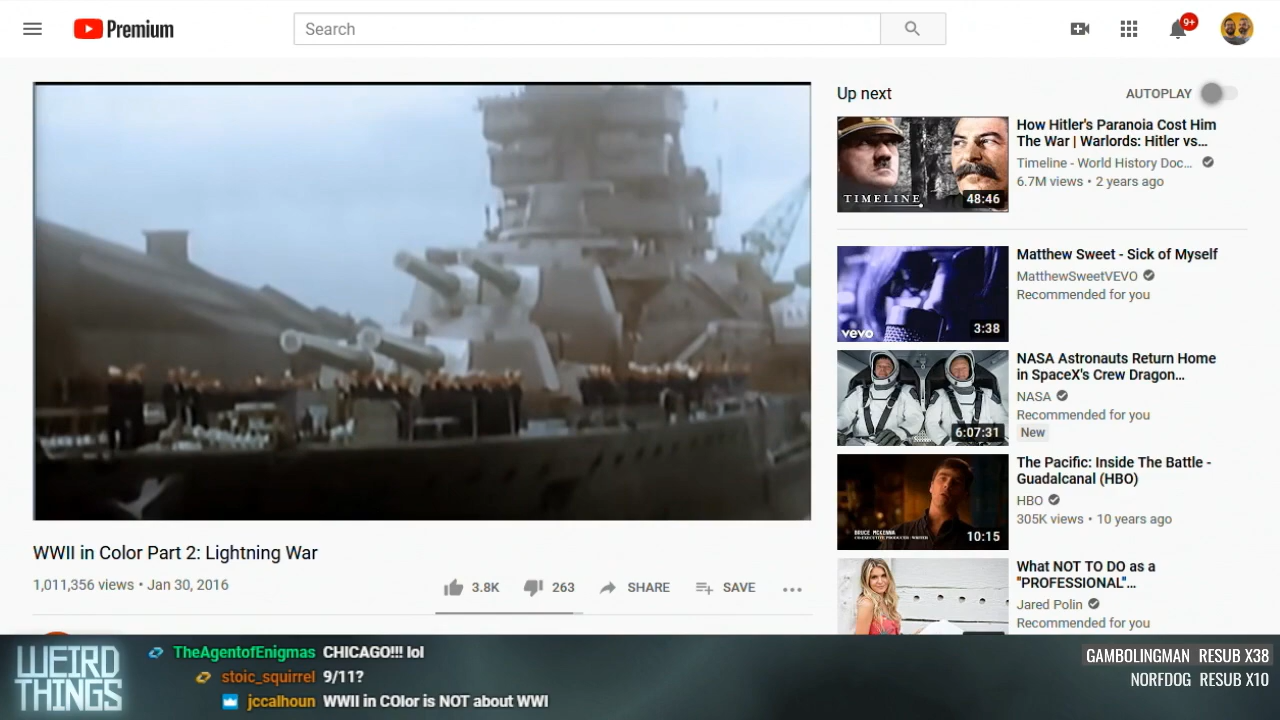 Premium
Search
9+
Up next
AUTOPLAY
TIMELINE
48:46
How Hitler's Paranoia Cost Him
The War | Warlords: Hitler vs...
Timeline - World History Doc...
6.7M views • 2 years ago
vevo
3:38
Matthew Sweet - Sick of Myself
MatthewSweetVEVO
Recommended for you
6:07:31
NASA Astronauts Return Home
in SpaceX's Crew Dragon...
NASA
Recommended for you
New
BRUCE MCKENNA
CO-EXECUTIVE PRODUCER / WRITER
10:15
The Pacific: Inside The Battle -
Guadalcanal (HBO)
HBO
305K views • 10 years ago
What NOT TO DO as a
"PROFESSIONAL"...
Jared Polin
Recommended for you
WWII in Color Part 2: Lightning War
1,011,356 views • Jan 30, 2016
3.8K 263 SHARE SAVE
WEIRD
THINGS
TheAgentofEnigmas CHICAGO!!! lol
stoic_squirrel 9/11?
jccalhoun WWII in COlor is NOT about WWI
GAMBOLINGMAN RESUB X38
NORFDOG RESUB X10